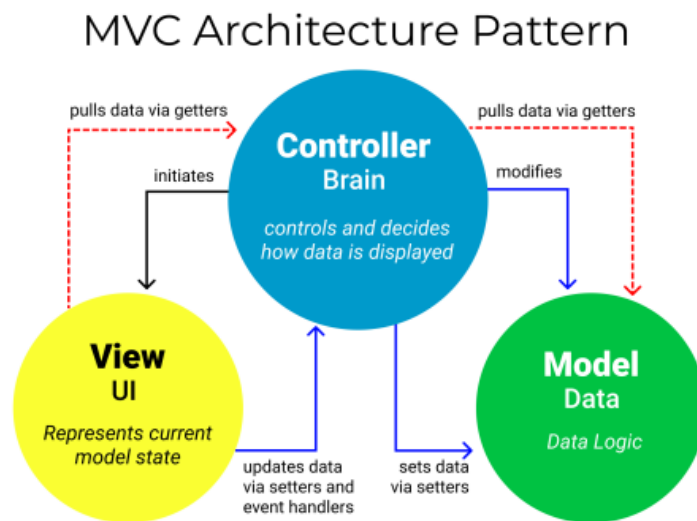 MVC Architecture Pattern
pulls data via getters
pulls data via getters
Controller
Brain
controls and decides
how data is displayed
initiates
modifies
View
UI
Represents current
model state
Model
Data
Data Logic
updates data
via setters and
event handlers
sets data
via setters